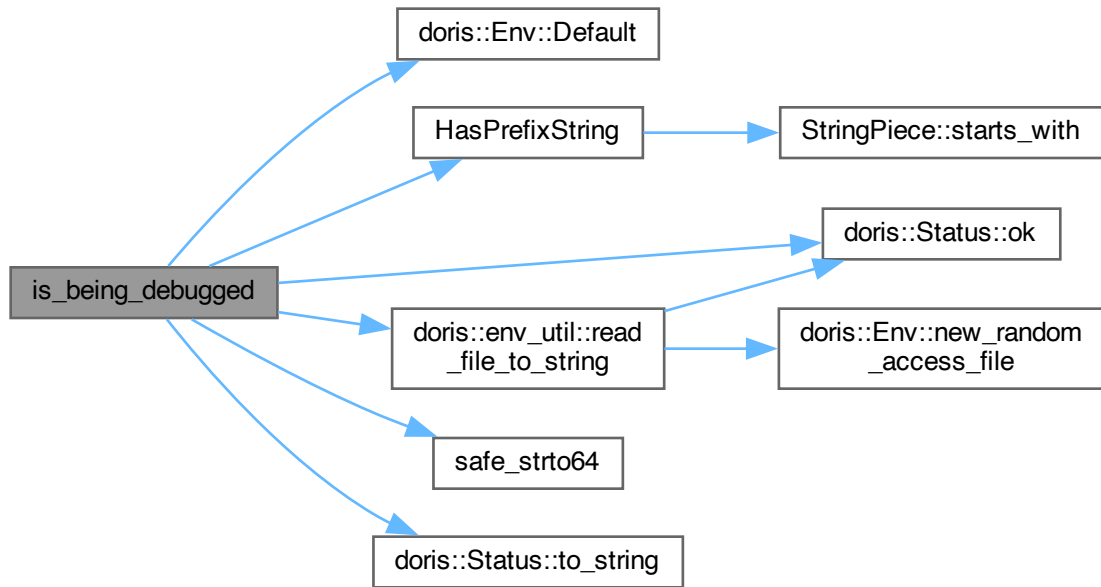 doris::Env::Default
HasPrefixString
StringPiece::starts_with
doris::Status::ok
is_being_debugged
doris::env_util::read
_file_to_string
doris::Env::new_random
_access_file
safe_strto64
doris::Status::to_string